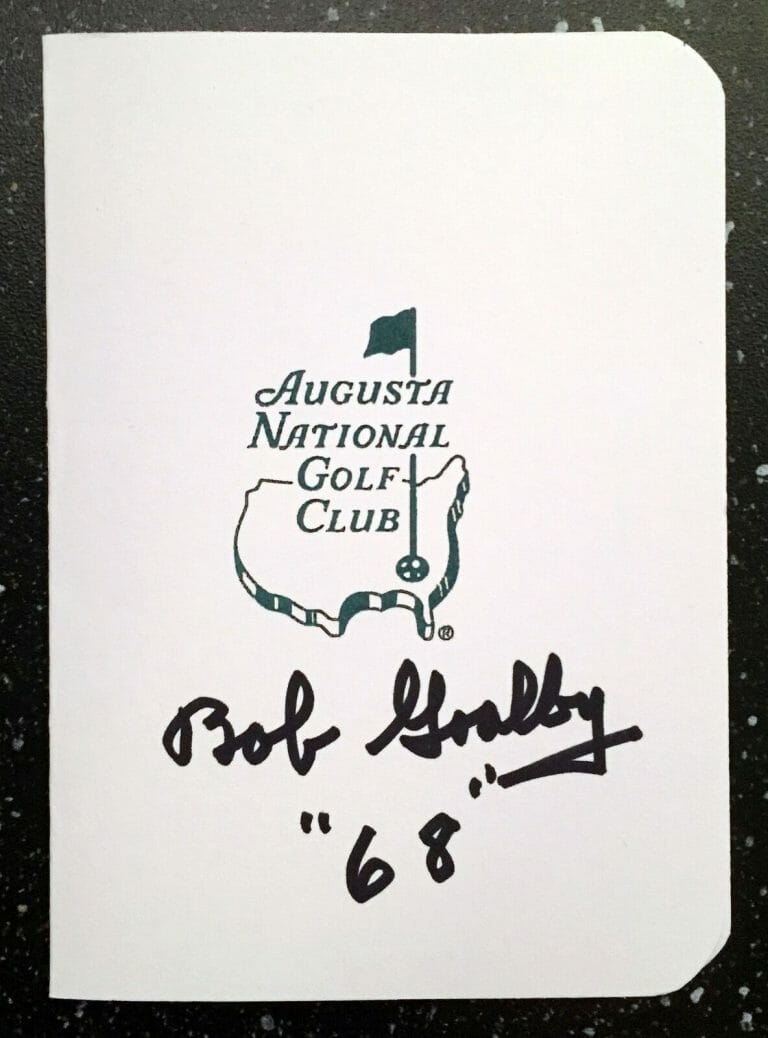 AUGUSTA
NATIONAL
GOLF
CLUB
®
Bob Goalby
"68"